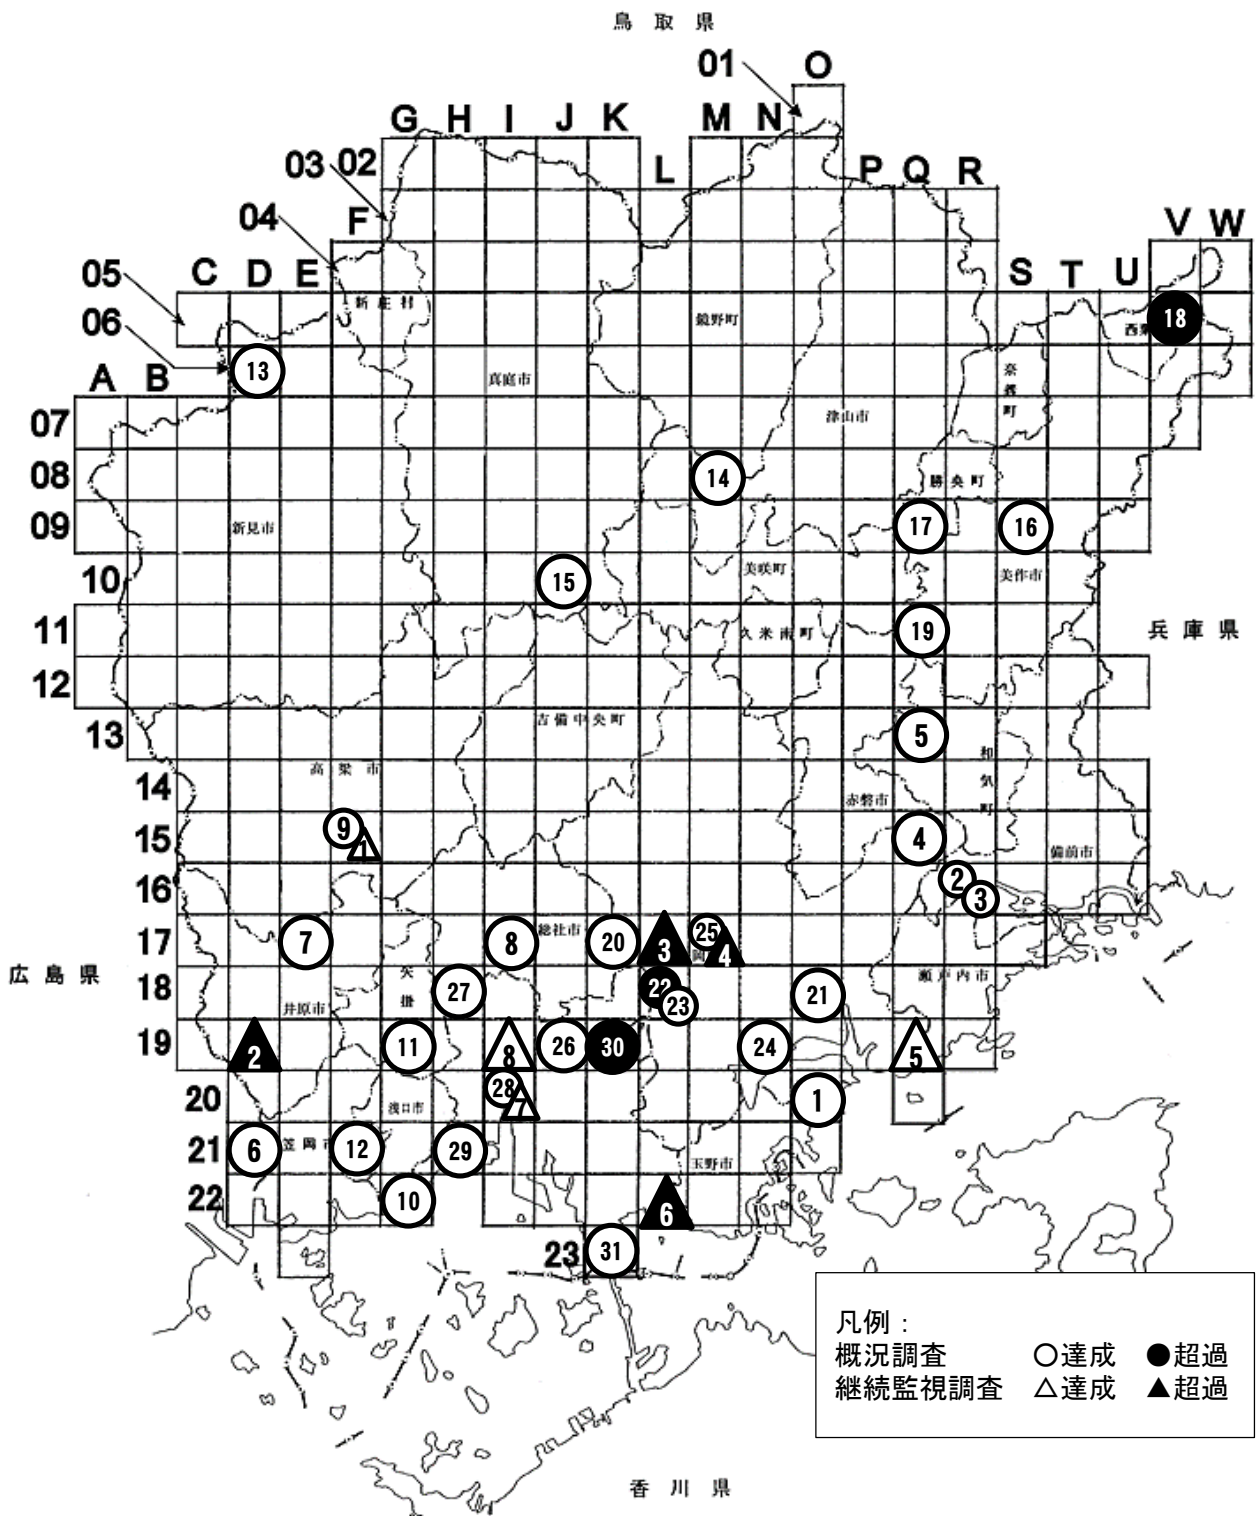 鳥取県
01 O
G H I J K M N
03 02 L P Q R
04 F
V W
05 C D E S T U
新庄村 鏡野町 西粟 18
06
13 奈義町
A B 真庭市
07 津山市
08 14 勝央町
09 新見市 17 16
10 15 美咲町 美作市
11 久米南町 19 兵庫県
12
13 吉備中央町 5 和気町
14 高梁市 赤磐市
15 9 1 4 備前市
16 2 3
17 7 8 総社市 20 3 25 4
広島県 矢掛 瀬戸内市
18 井原市 27 22 23 21
19 2 11 8 26 30 24 5
20 浅口市 28 7 1
21 6 笠岡市 12 29 玉野市
22 10 6
23 31
凡例：
概況調査 ○達成 ●超過
継続監視調査 △達成 ▲超過
香川県